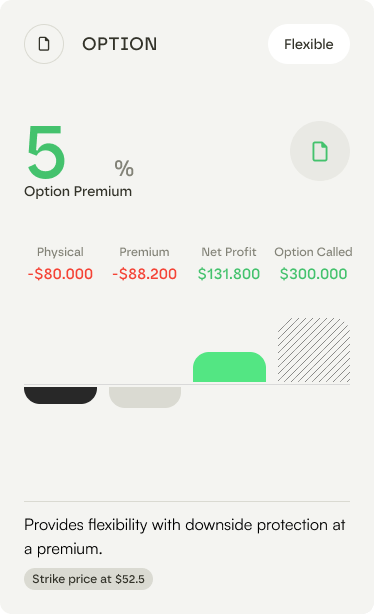 OPTION
Flexible
5 %
Option Premium
Physical Premium Net Profit Option Called
-$80.000 -$88.200 $131.800 $300.000
Provides flexibility with downside protection at
a premium.
Strike price at $52.5